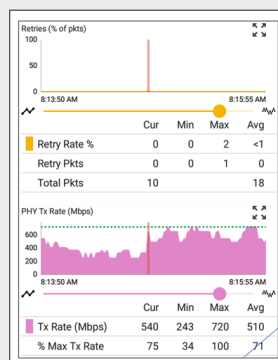 Retries (% of pkts)
100
50
0
8:13:50 AM 8:15:55 AM
Cur Min Max Avg
Retry Rate % 0 0 2 <1
Retry Pkts 0 0 1 0
Total Pkts 10 18
PHY Tx Rate (Mbps)
600
400
200
0
8:13:50 AM 8:15:55 AM
Cur Min Max Avg
Tx Rate (Mbps) 540 243 720 510
% Max Tx Rate 75 34 100 71